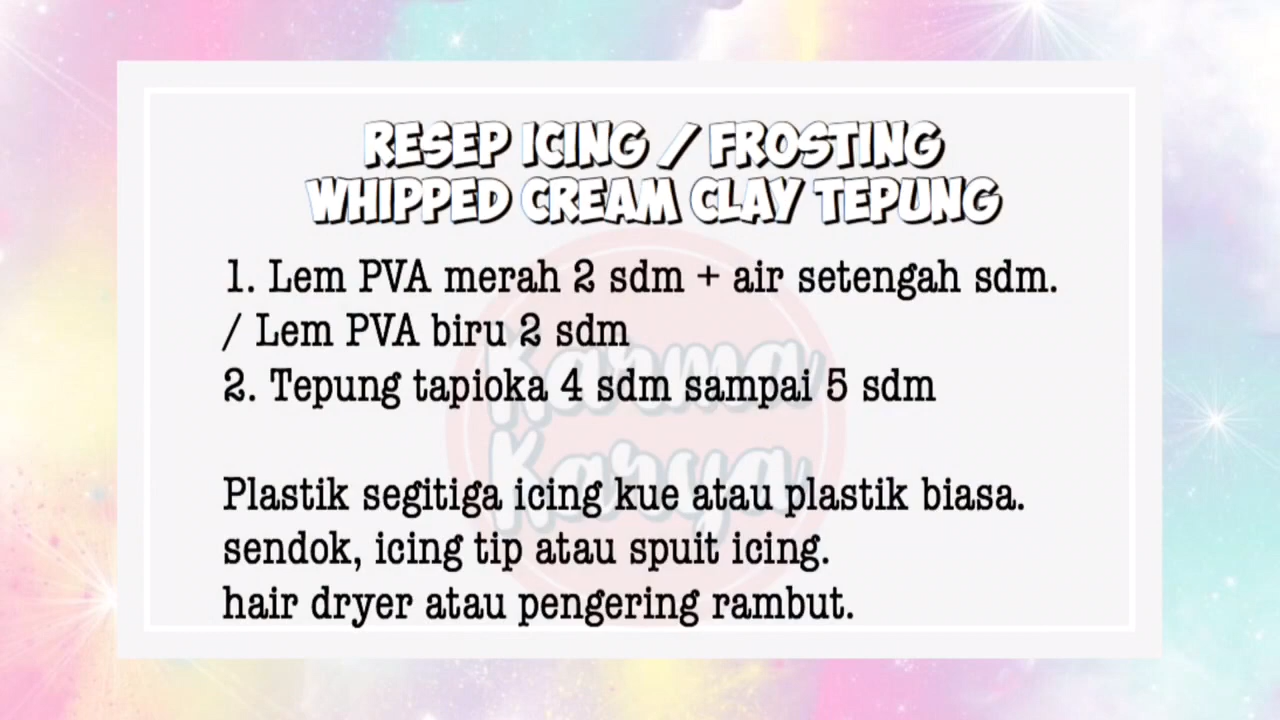 RESEP ICING / FROSTING
WHIPPED CREAM CLAY TEPUNG
1. Lem PVA merah 2 sdm + air setengah sdm.
/ Lem PVA biru 2 sdm
2. Tepung tapioka 4 sdm sampai 5 sdm
Karma
Karya
Plastik segitiga icing kue atau plastik biasa.
sendok, icing tip atau spuit icing.
hair dryer atau pengering rambut.